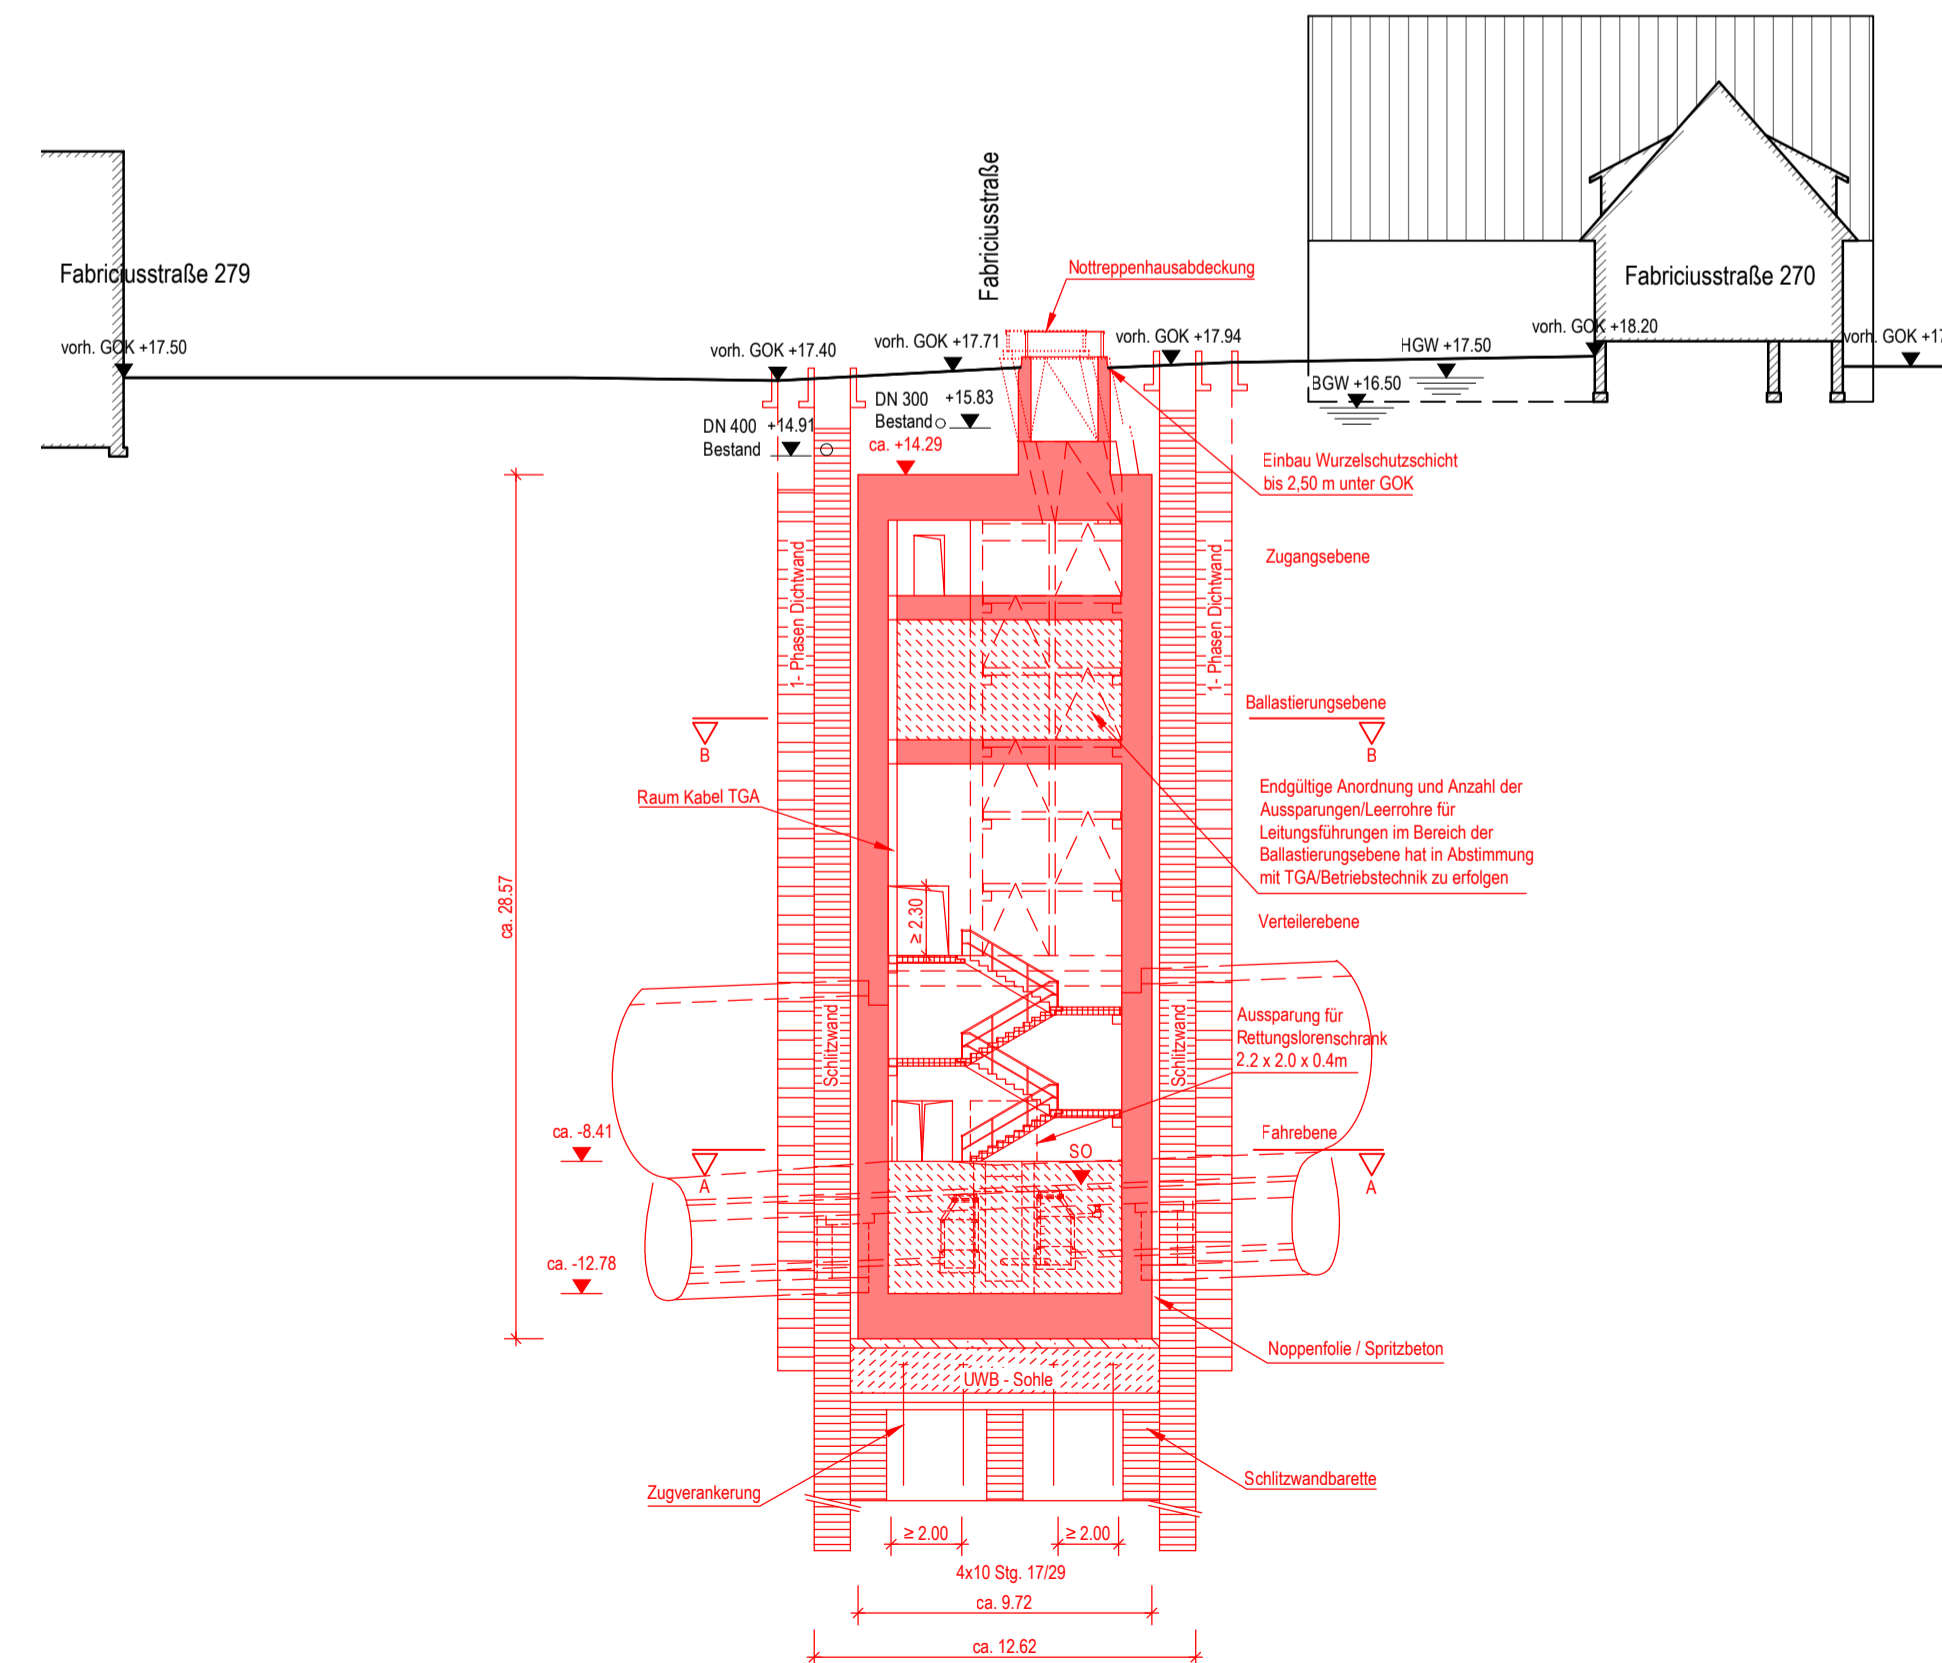 Fabriciusstraße
Fabriciusstraße 279
Fabriciusstraße 270
Nottreppenhausabdeckung
vorh. GOK +17.50
vorh. GOK +17.40
vorh. GOK +17.71
vorh. GOK +17.94
HGW +17.50
vorh. GOK +18.20
vorh. GOK +17
BGW +16.50
DN 300 +15.83
Bestand
DN 400 +14.91
Bestand
ca. +14.29
Einbau Wurzelschutzschicht
bis 2,50 m unter GOK
1- Phasen Dichtwand
1- Phasen Dichtwand
Zugangsebene
Ballastierungsebene
B
B
Raum Kabel TGA
Endgültige Anordnung und Anzahl der
Aussparungen/Leerrohre für
Leitungsführungen im Bereich der
Ballastierungsebene hat in Abstimmung
mit TGA/Betriebstechnik zu erfolgen
ca. 28.57
≥ 2.30
Verteilerebene
Schlitzwand
Schlitzwand
Aussparung für
Rettungslorenschrank
2.2 x 2.0 x 0.4m
ca. -8.41
Fahrebene
SO
A
A
ca. -12.78
Noppenfolie / Spritzbeton
UWB - Sohle
Zugverankerung
Schlitzwandbarette
≥ 2.00
≥ 2.00
4x10 Stg. 17/29
ca. 9.72
ca. 12.62